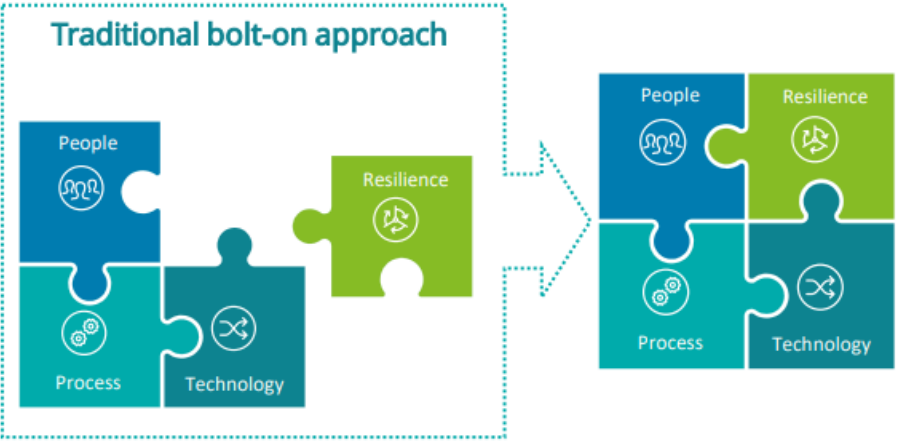 Traditional bolt-on approach
People
Resilience
Process
Technology
People
Resilience
Process
Technology